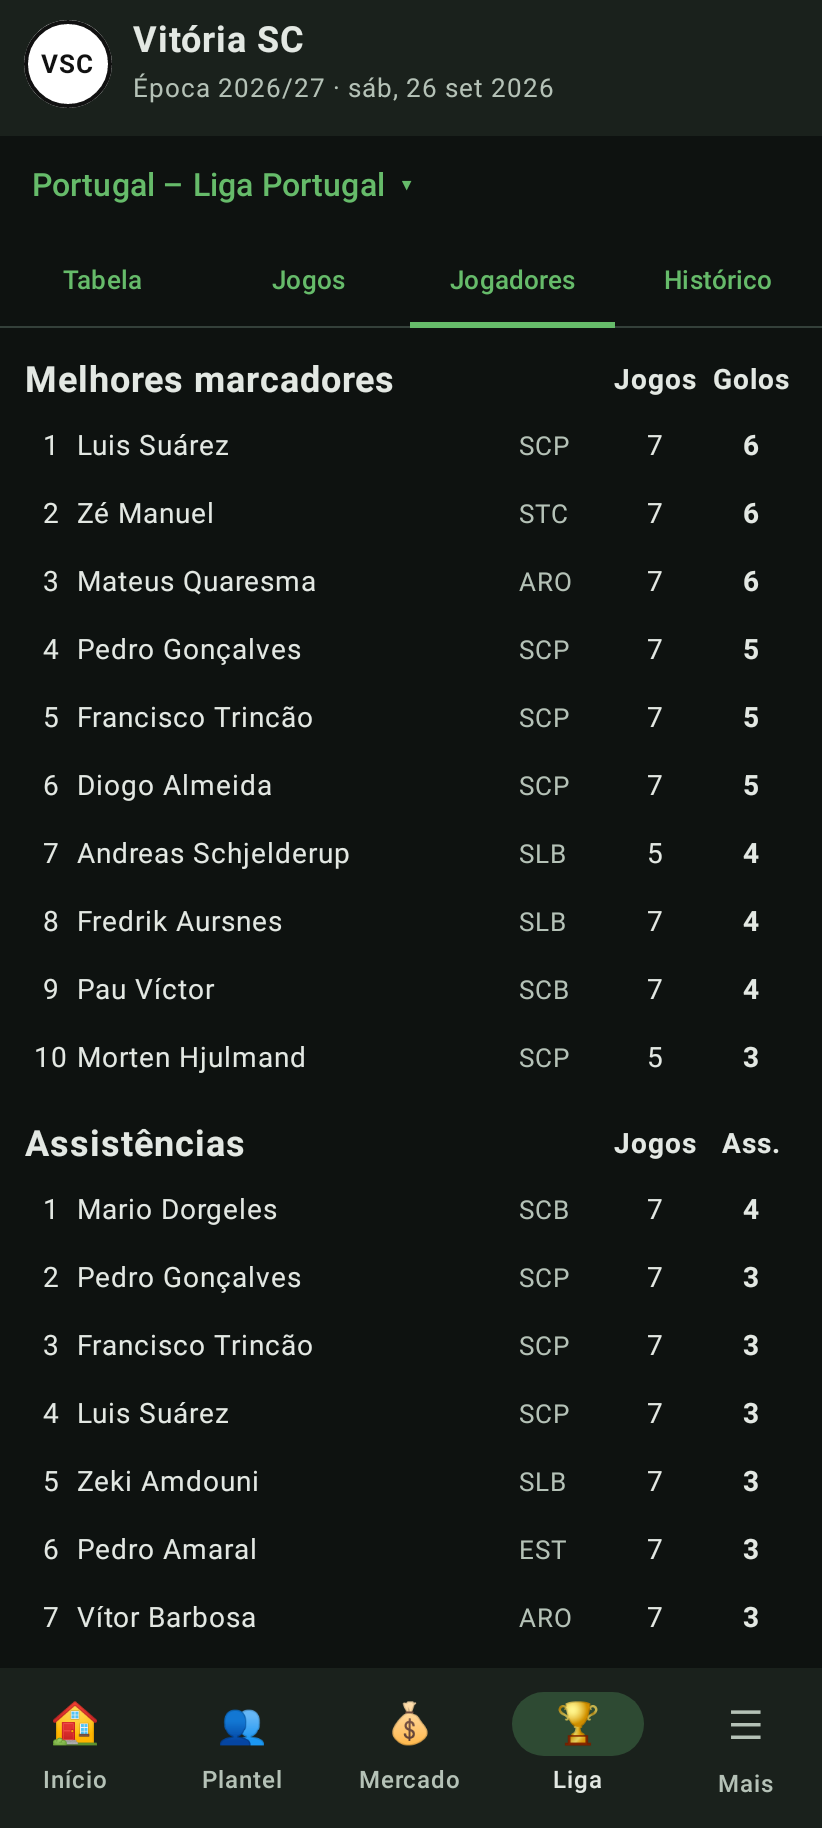 VSC
Vitória SC
Época 2026/27 · sáb, 26 set 2026
Portugal – Liga Portugal ▾
Tabela Jogos Jogadores Histórico
Melhores marcadores Jogos Golos
1 Luis Suárez SCP 7 6
2 Zé Manuel STC 7 6
3 Mateus Quaresma ARO 7 6
4 Pedro Gonçalves SCP 7 5
5 Francisco Trincão SCP 7 5
6 Diogo Almeida SCP 7 5
7 Andreas Schjelderup SLB 5 4
8 Fredrik Aursnes SLB 7 4
9 Pau Víctor SCB 7 4
10 Morten Hjulmand SCP 5 3
Assistências Jogos Ass.
1 Mario Dorgeles SCB 7 4
2 Pedro Gonçalves SCP 7 3
3 Francisco Trincão SCP 7 3
4 Luis Suárez SCP 7 3
5 Zeki Amdouni SLB 7 3
6 Pedro Amaral EST 7 3
7 Vítor Barbosa ARO 7 3
Início Plantel Mercado Liga Mais